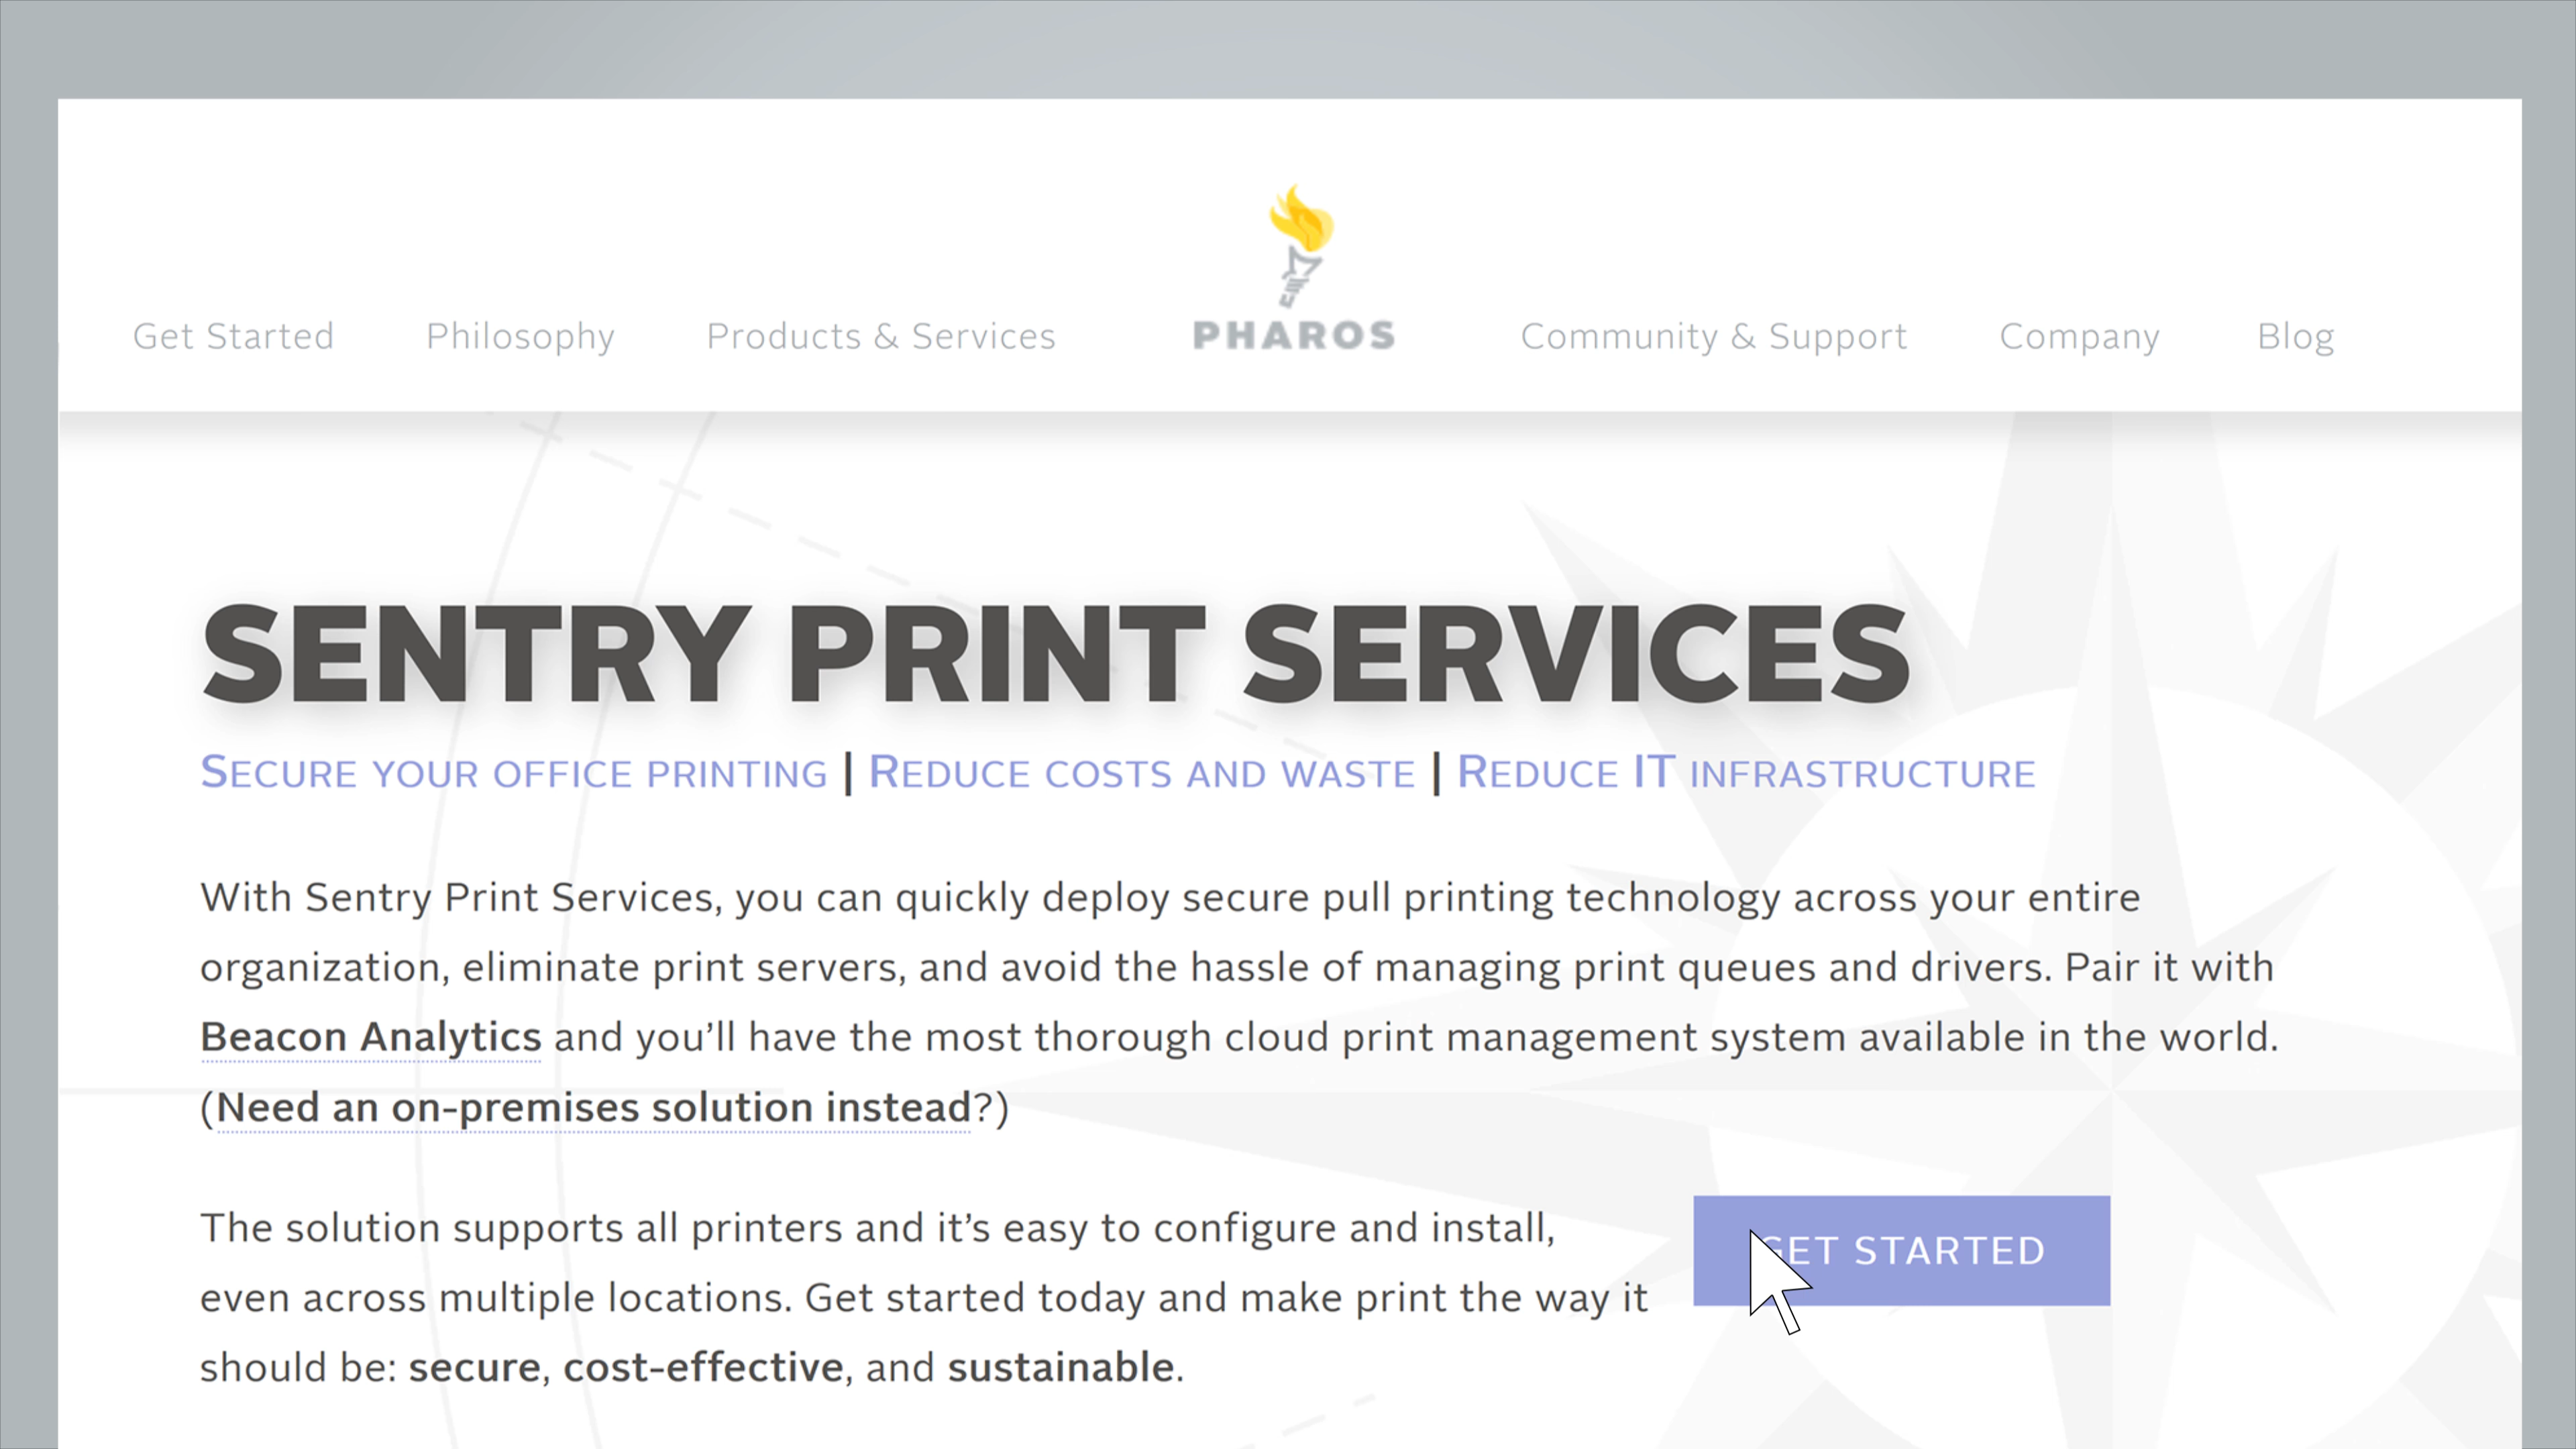 Get Started Philosophy Products & Services PHAROS Community & Support Company Blog
SENTRY PRINT SERVICES
SECURE YOUR OFFICE PRINTING | REDUCE COSTS AND WASTE | REDUCE IT INFRASTRUCTURE
With Sentry Print Services, you can quickly deploy secure pull printing technology across your entire
organization, eliminate print servers, and avoid the hassle of managing print queues and drivers. Pair it with
Beacon Analytics and you’ll have the most thorough cloud print management system available in the world.
(Need an on-premises solution instead?)
The solution supports all printers and it’s easy to configure and install,
even across multiple locations. Get started today and make print the way it
should be: secure, cost-effective, and sustainable.
GET STARTED